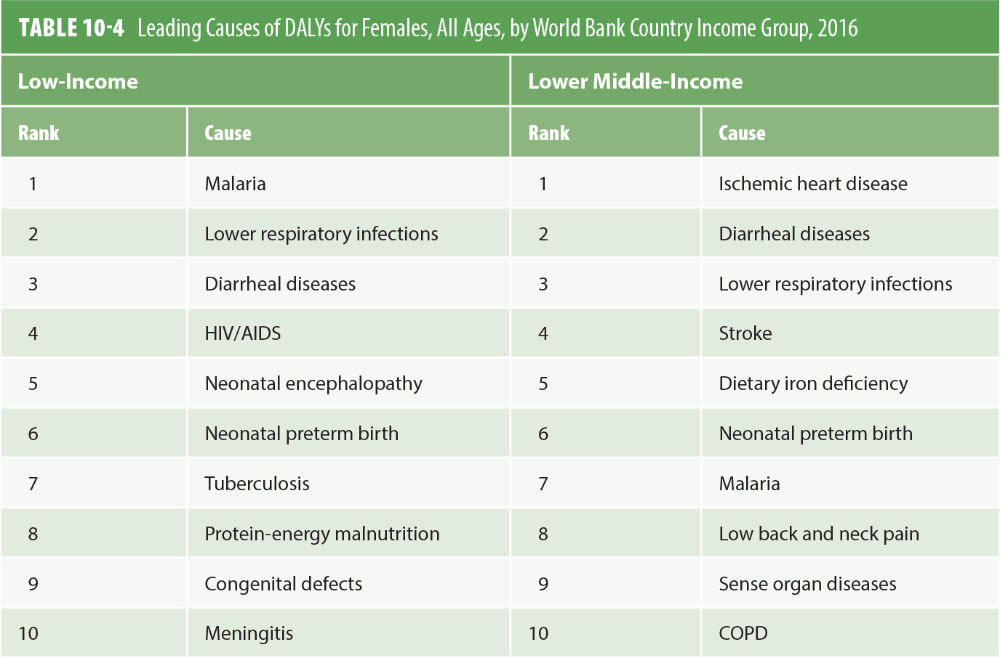 TABLE 10-4 Leading Causes of DALYs for Females, All Ages, by World Bank Country Income Group, 2016
Low-Income Lower Middle-Income
Rank Cause Rank Cause
1 Malaria 1 Ischemic heart disease
2 Lower respiratory infections 2 Diarrheal diseases
3 Diarrheal diseases 3 Lower respiratory infections
4 HIV/AIDS 4 Stroke
5 Neonatal encephalopathy 5 Dietary iron deficiency
6 Neonatal preterm birth 6 Neonatal preterm birth
7 Tuberculosis 7 Malaria
8 Protein-energy malnutrition 8 Low back and neck pain
9 Congenital defects 9 Sense organ diseases
10 Meningitis 10 COPD